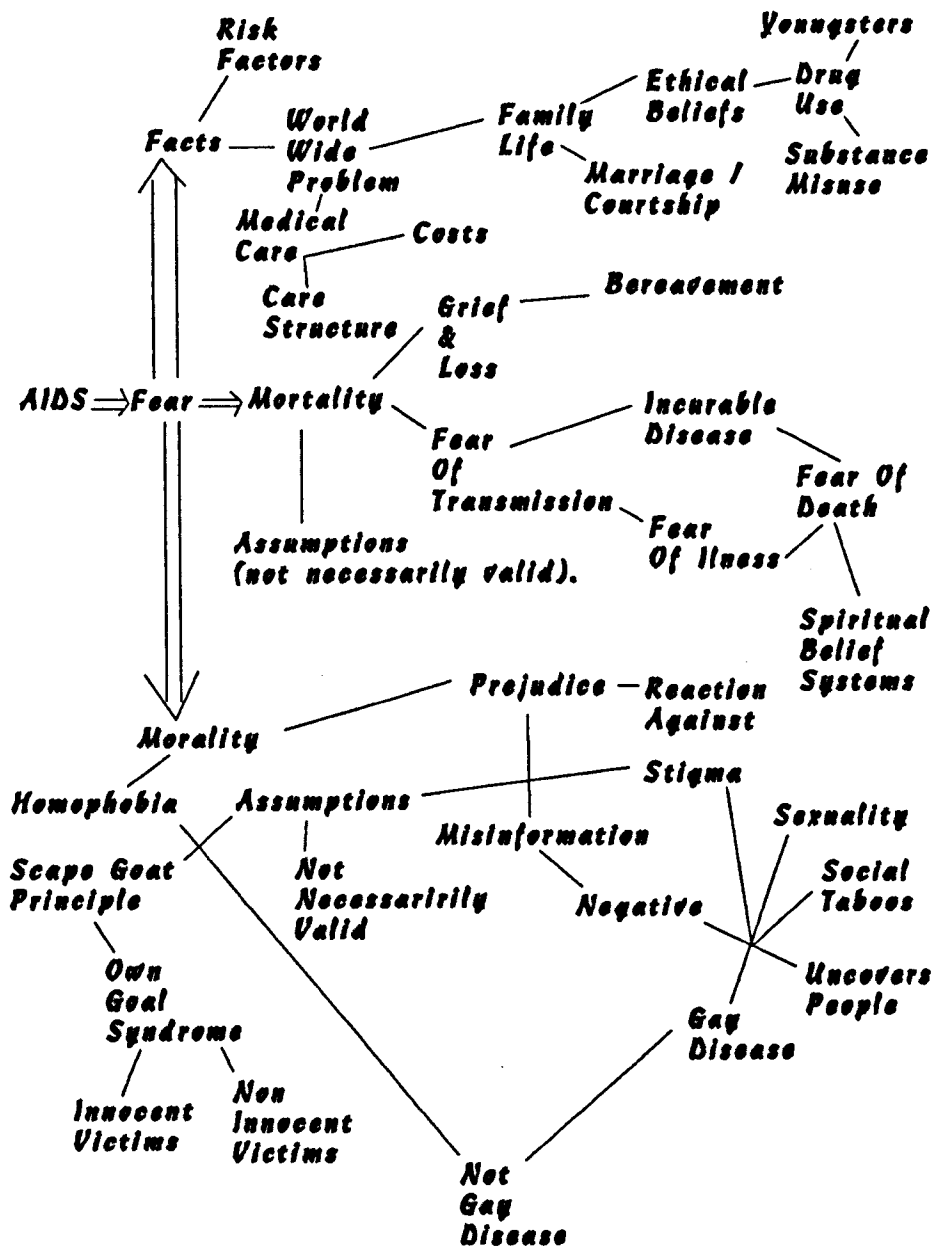 Risk
Factors
Youngsters
Facts
World
Wide
Problem
Family
Life
Ethical
Beliefs
Drug
Use
Substance
Misuse
Marriage /
Courtship
Medical
Care
Costs
Care
Structure
Grief
&
Loss
Bereavement
AIDS
Fear
Mortality
Fear
Of
Transmission
Incurable
Disease
Fear Of
Death
Fear
Of Ilness
Assumptions
(not necessarily valid).
Spiritual
Belief
Systems
Morality
Prejudice
Reaction
Against
Homophobia
Assumptions
Stigma
Misinformation
Sexuality
Scape Goat
Principle
Not
Necessaririly
Valid
Negative
Social
Taboos
Own
Goal
Syndrome
Uncovers
People
Gay
Disease
Innocent
Victims
Non
Innocent
Victims
Not
Gay
Disease